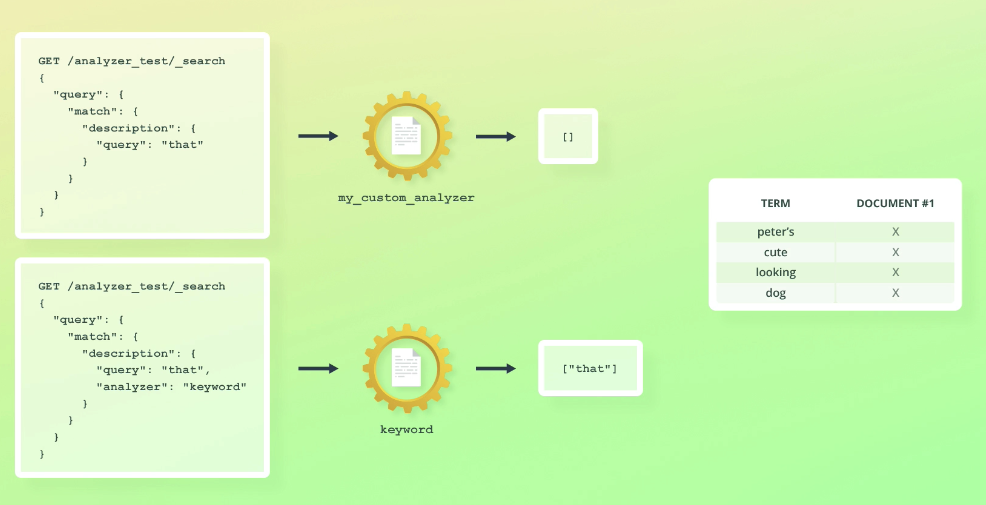 GET /analyzer_test/_search
{
  "query": {
    "match": {
      "description": {
        "query": "that"
      }
    }
  }
}
my_custom_analyzer
[]
GET /analyzer_test/_search
{
  "query": {
    "match": {
      "description": {
        "query": "that",
        "analyzer": "keyword"
      }
    }
  }
}
keyword
["that"]
TERM DOCUMENT #1
peter's X
cute X
looking X
dog X